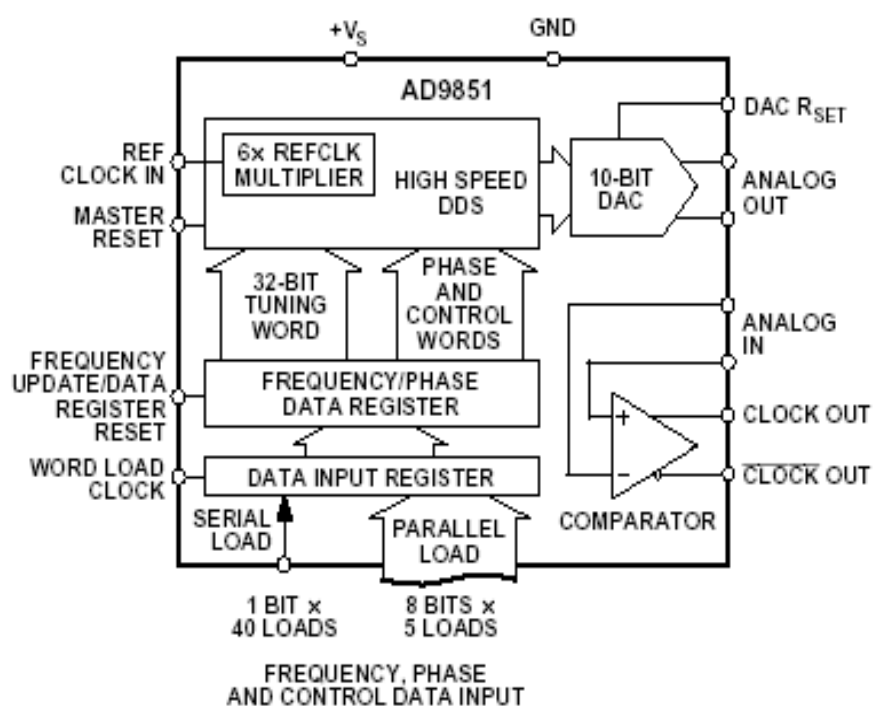 +VS
GND
AD9851
DAC RSET
REF
CLOCK IN
6x REFCLK
MULTIPLIER
HIGH SPEED
DDS
10-BIT
DAC
ANALOG
OUT
MASTER
RESET
32-BIT
TUNING
WORD
PHASE
AND
CONTROL
WORDS
ANALOG
IN
FREQUENCY
UPDATE/DATA
REGISTER
RESET
FREQUENCY/PHASE
DATA REGISTER
+
CLOCK OUT
WORD LOAD
CLOCK
DATA INPUT REGISTER
−
CLOCK OUT
COMPARATOR
SERIAL
LOAD
PARALLEL
LOAD
1 BIT x
40 LOADS
8 BITS x
5 LOADS
FREQUENCY, PHASE
AND CONTROL DATA INPUT